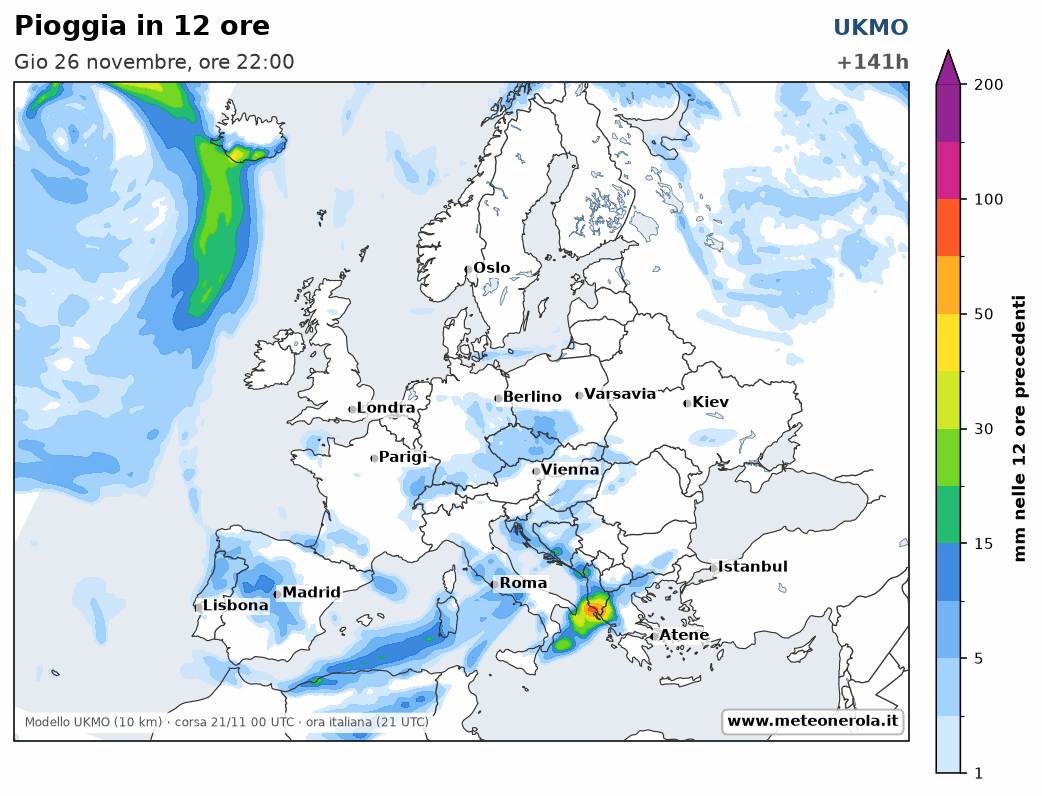 Pioggia in 12 ore
UKMO
Gio 26 novembre, ore 22:00
+141h
200
100
50
30
15
5
1
mm nelle 12 ore precedenti
Oslo
Berlino
Varsavia
Kiev
Londra
Parigi
Vienna
Istanbul
Roma
Madrid
Lisbona
Atene
Modello UKMO (10 km) · corsa 21/11 00 UTC · ora italiana (21 UTC)
www.meteonerola.it